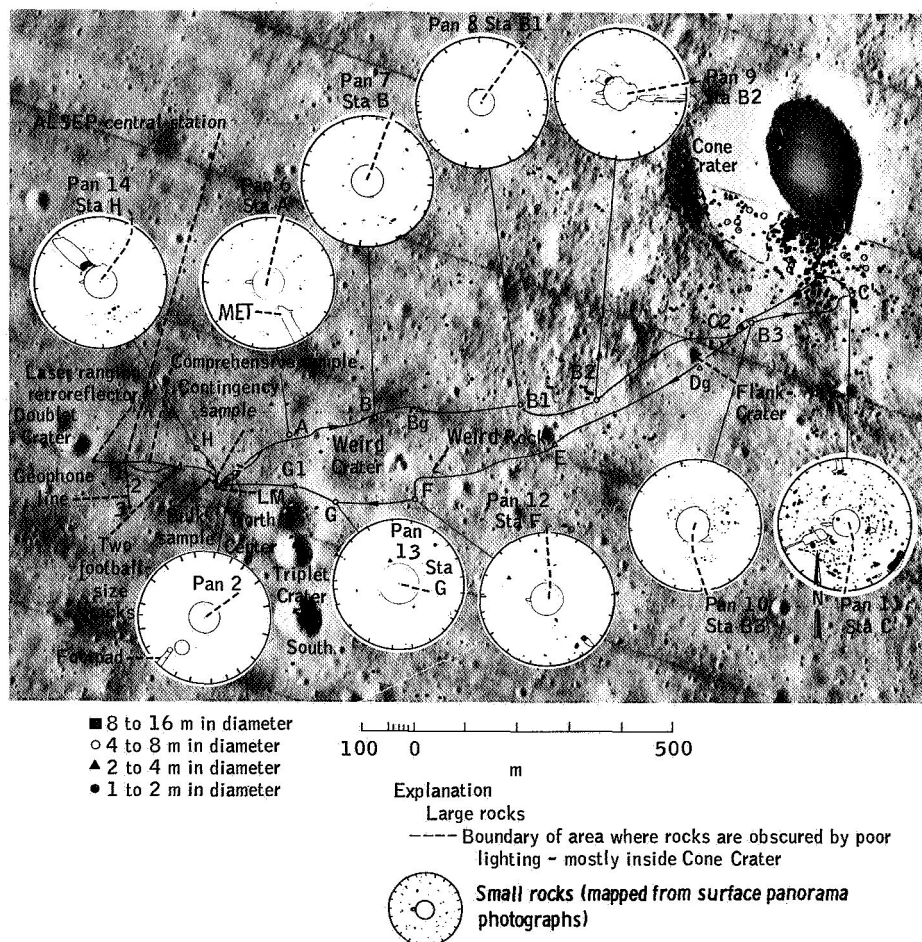 Pan 8 Sta B1
Pan 7
Sta B
Pan 9
Sta B2
ALSEP central station
Cone
Crater
Pan 14
Sta H
Pan 6
Sta A
MET
C'
C2
B3
Comprehensive sample
Laser ranging
retroreflector
Contingency
sample
B2
Dg
Flank
Crater
Doublet
Crater
H
A
B
Bg
B1
Weird
Crater
Weird Rocks
E
Geophone
line
1
2
3
G1
LM
F
North
G
Pan 12
Sta F
sample
Center
Two
football-
size
rocks
Pan
13
Sta
G
Pan 2
Triplet
Crater
South
Footpad
Pan 10
Sta B3
N
Pan 11
Sta C'
8 to 16 m in diameter
4 to 8 m in diameter
2 to 4 m in diameter
1 to 2 m in diameter
100 0 500
m
Explanation
Large rocks
Boundary of area where rocks are obscured by poor
lighting - mostly inside Cone Crater
Small rocks (mapped from surface panorama
photographs)